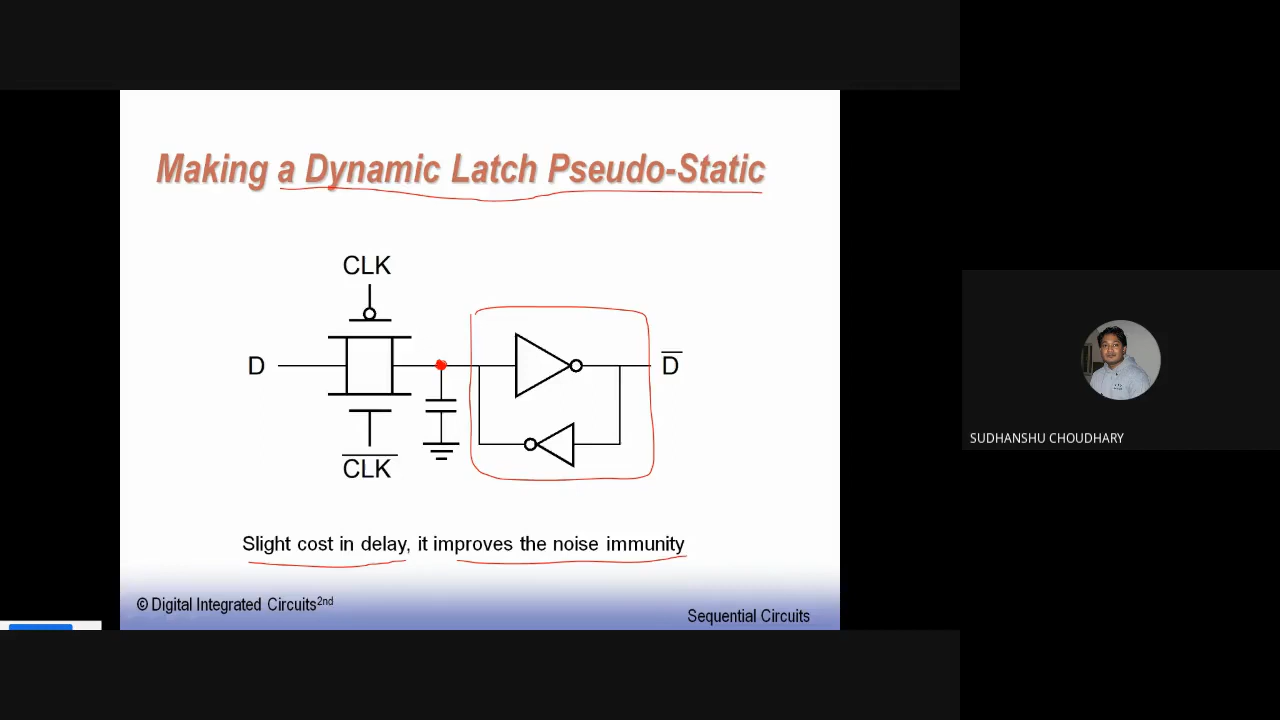 Making a Dynamic Latch Pseudo-Static
CLK
D
D̅
C̅L̅K̅
Slight cost in delay, it improves the noise immunity
© Digital Integrated Circuits2nd
Sequential Circuits
SUDHANSHU CHOUDHARY